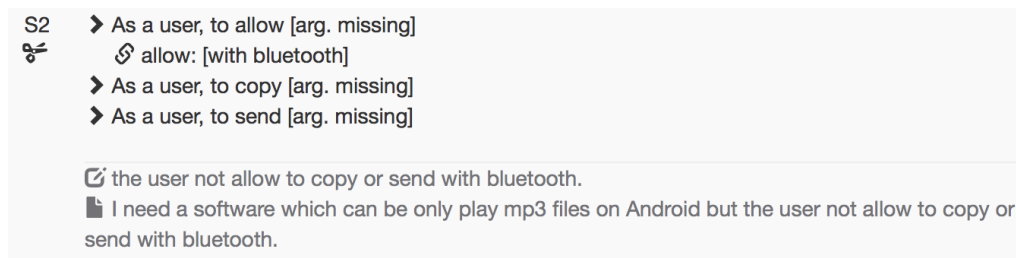 S2 As a user, to allow [arg. missing]
allow: [with bluetooth]
As a user, to copy [arg. missing]
As a user, to send [arg. missing]
the user not allow to copy or send with bluetooth.
I need a software which can be only play mp3 files on Android but the user not allow to copy or
send with bluetooth.